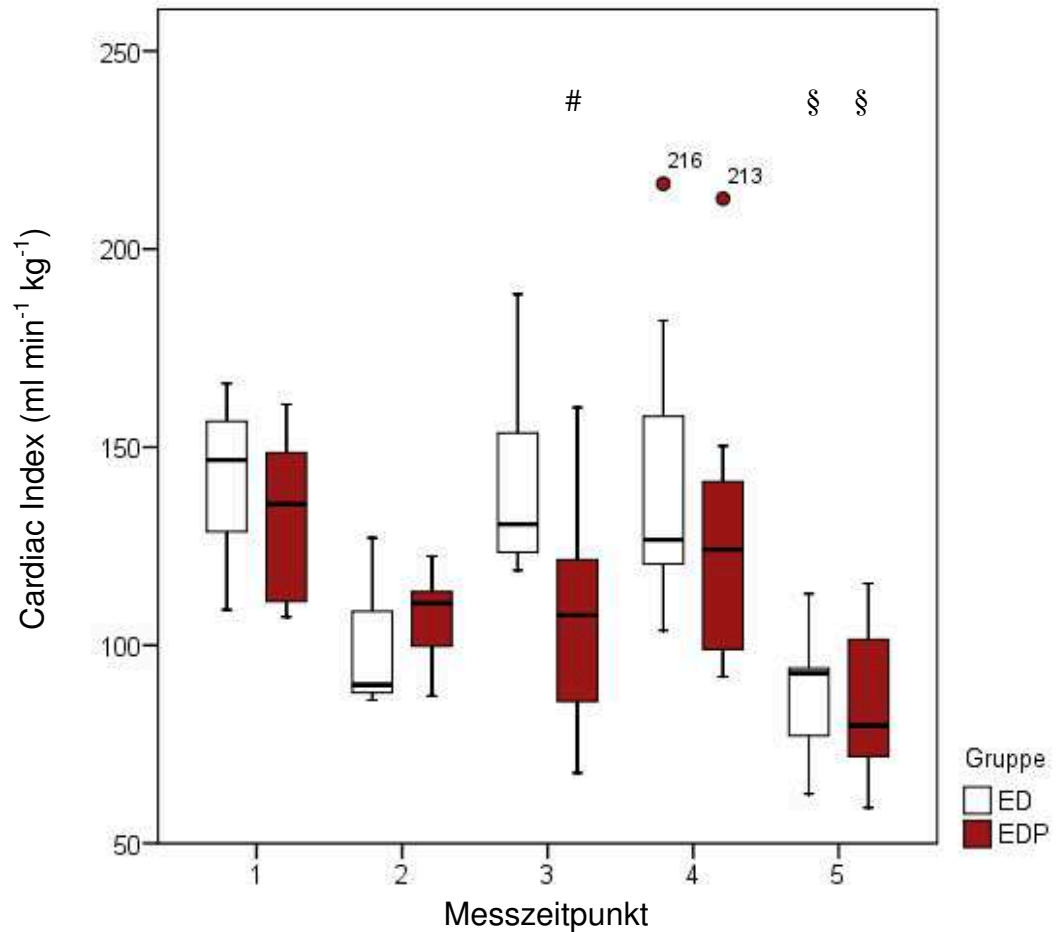 250
# § §
216
213
200
150
100
50
Cardiac Index (ml min⁻¹ kg⁻¹)
1 2 3 4 5
Messzeitpunkt
Gruppe
ED
EDP